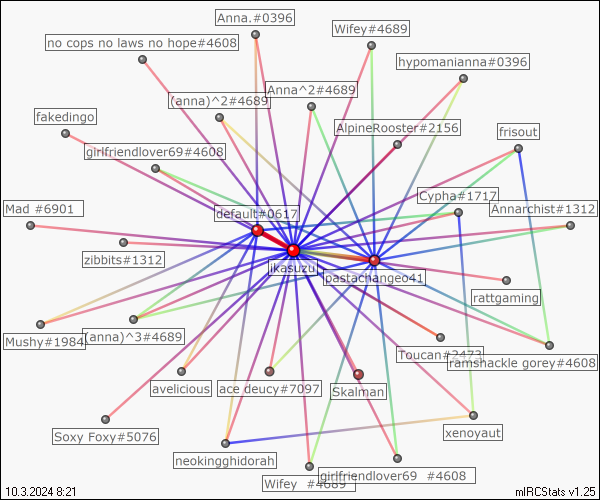 Anna.#0396
Wifey#4689
no cops no laws no hope#4608
hypomanianna#0396
Anna^2#4689
(anna)^2#4689
fakedingo
AlpineRooster#2156
frisout
girlfriendlover69#4608
Cypha#1717
Mad #6901
default#0617
Annarchist#1312
zibbits#1312
ikasuzu
pastachange041
rattgaming
Mushy#1984
(anna)^3#4689
Toucan#2473
ramshackle gorey#4608
avelicious
ace deucy#7097
Skalman
Soxy Foxy#5076
xenoyaut
neokingghidorah
Wifey #4689
girlfriendlover69 #4608
10.3.2024 8:21
mIRCStats v1.25